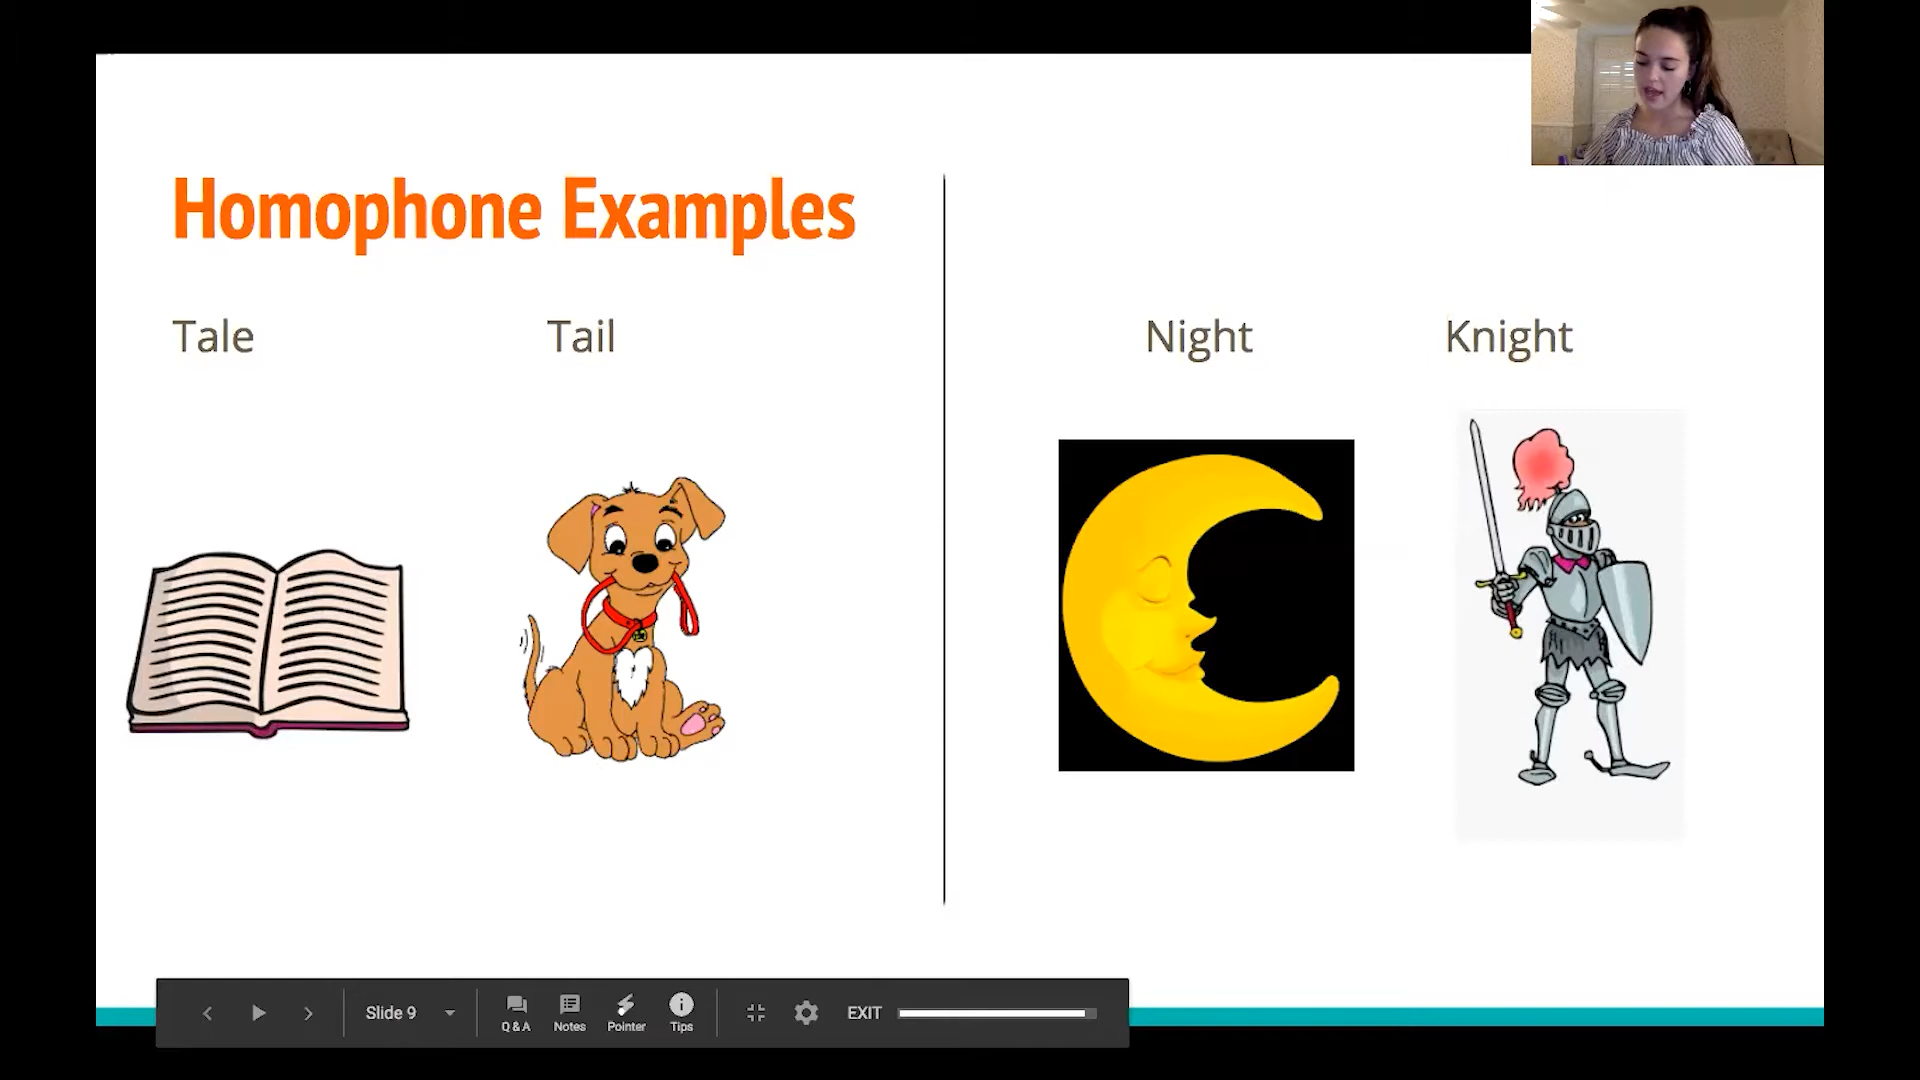 Homophone Examples
Tale
Tail
Night
Knight
Slide 9
Q & A
Notes
Pointer
Tips
EXIT